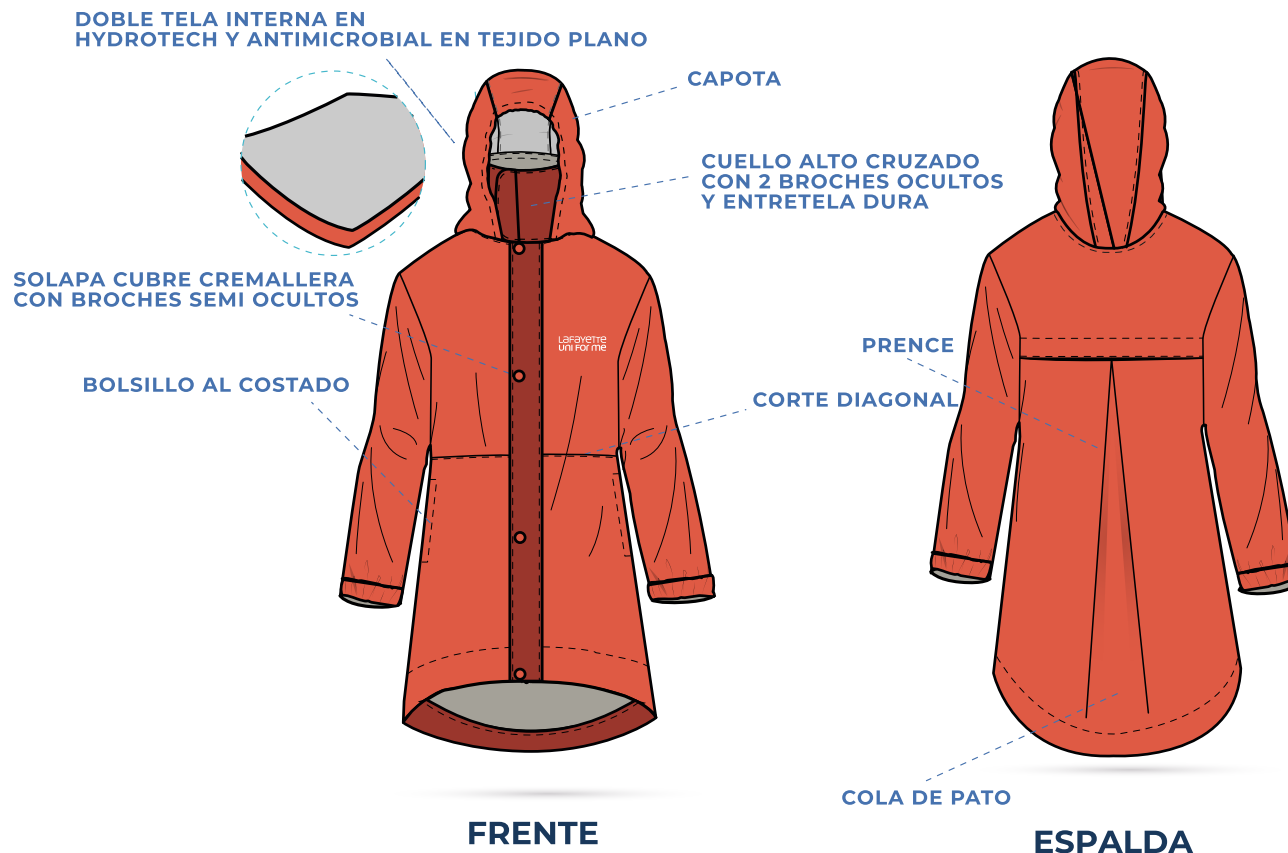 DOBLE TELA INTERNA EN
HYDROTECH Y ANTIMICROBIAL EN TEJIDO PLANO
CAPOTA
CUELLO ALTO CRUZADO
CON 2 BROCHES OCULTOS
Y ENTRETELA DURA
SOLAPA CUBRE CREMALLERA
CON BROCHES SEMI OCULTOS
LAFAYETTE
UNI FOR ME
PRENCE
BOLSILLO AL COSTADO
CORTE DIAGONAL
COLA DE PATO
FRENTE
ESPALDA